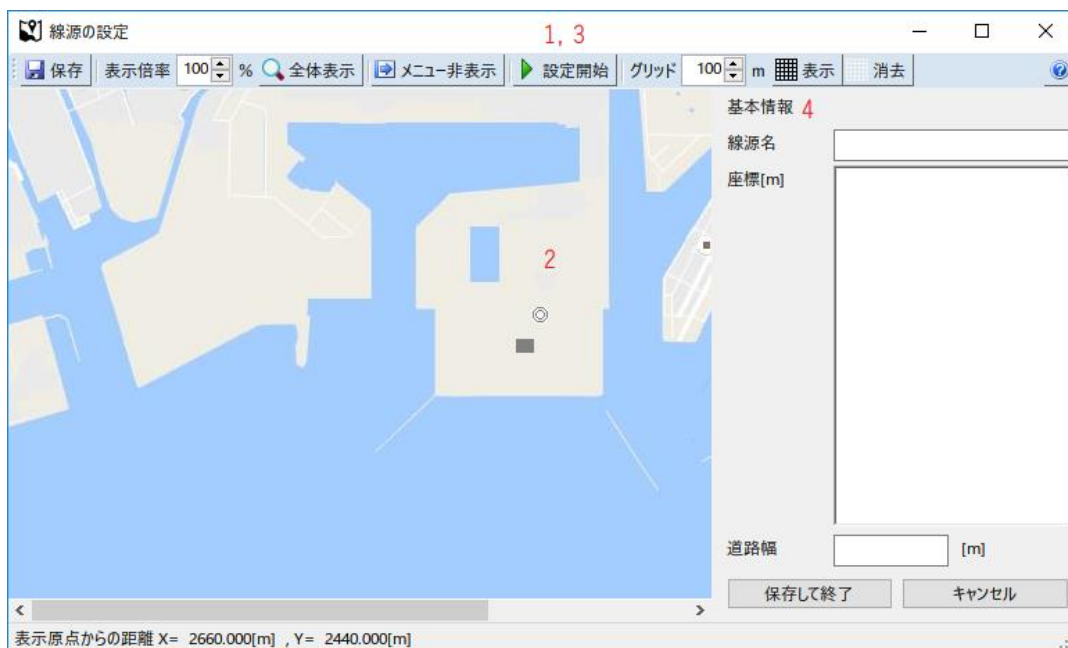 線源の設定
1, 3
保存 表示倍率 100 % 全体表示 メニュー非表示 設定開始 グリッド 100 m 表示 消去
基本情報 4
線源名
座標[m]
2
道路幅 [m]
保存して終了 キャンセル
表示原点からの距離 X= 2660.000[m] , Y= 2440.000[m]